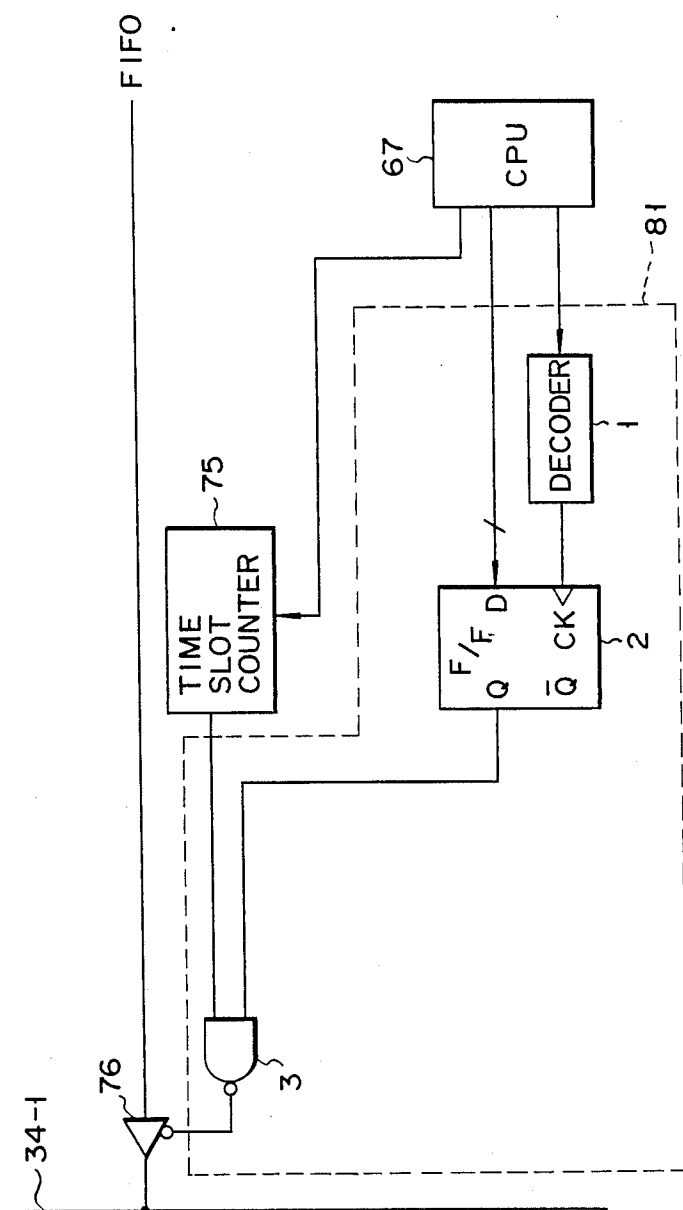 FIFO
67
CPU
81
75
TIME
SLOT
COUNTER
DECODER
1
F/F
D
Q
Q̅
CK
2
3
76
34-1